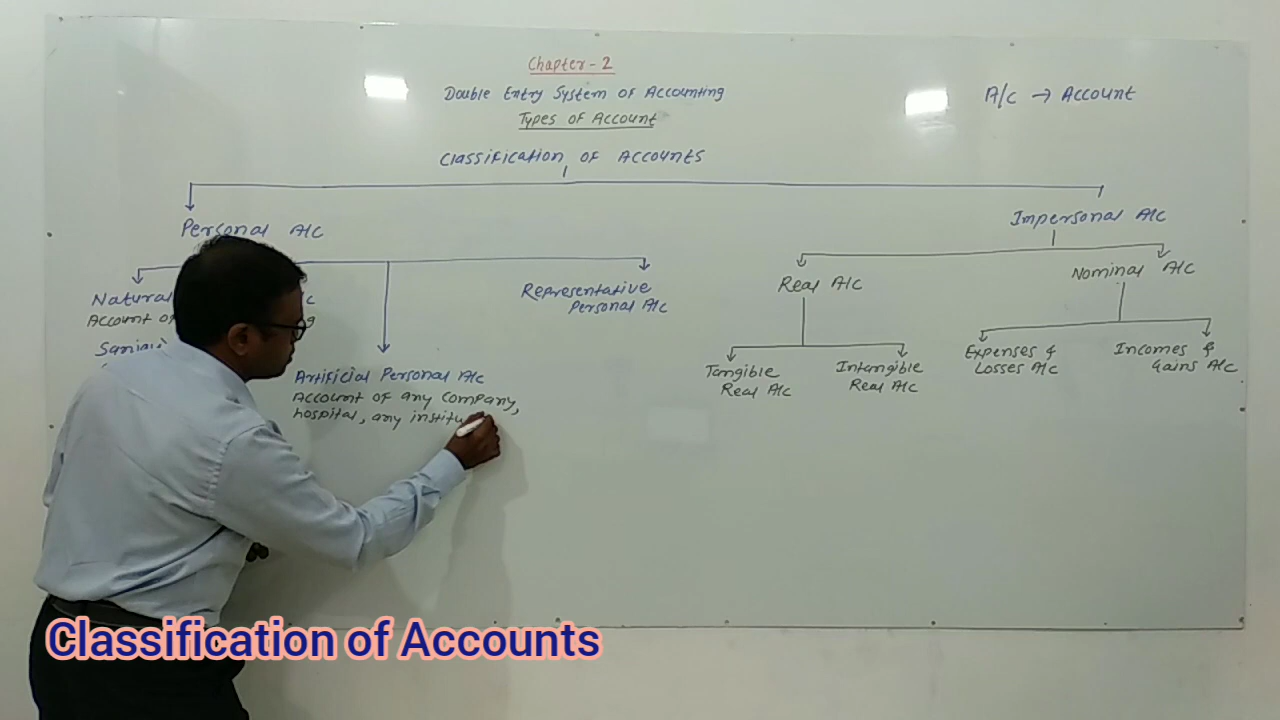 Chapter-2
Double Entry System of Accounting
A/c → Account
Types of Account
Classification of Accounts
Personal A/c
Impersonal A/c
Natural
Account of
Artificial Personal A/c
Account of any company,
hospital, any institu
Representative
Personal A/c
Real A/c
Nominal A/c
Tangible
Real A/c
Intangible
Real A/c
Expenses &
Losses A/c
Incomes &
Gains A/c
Classification of Accounts